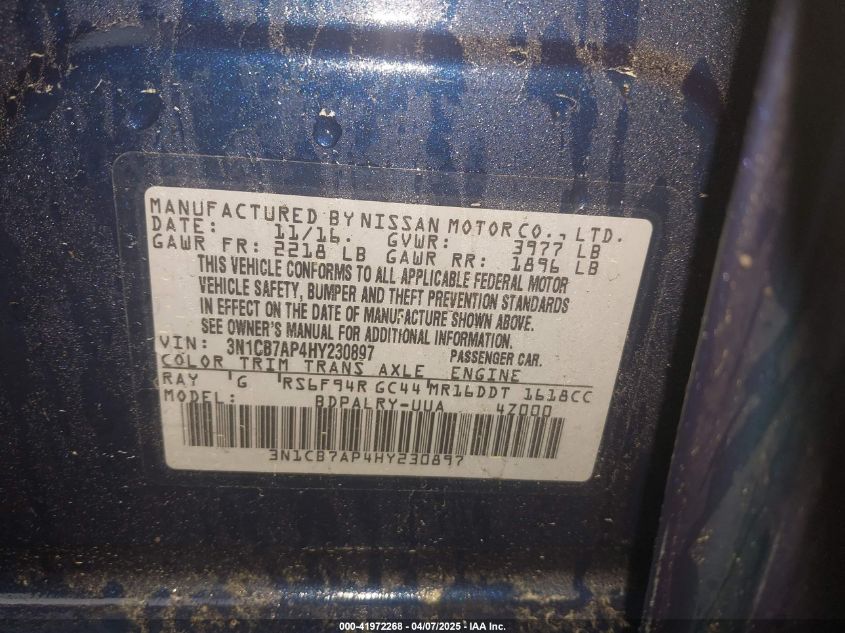 MANUFACTURED BY NISSAN MOTOR CO., LTD.
DATE: 11/16. GVWR: 3977 LB
GAWR FR: 2218 LB GAWR RR: 1896 LB
THIS VEHICLE CONFORMS TO ALL APPLICABLE FEDERAL MOTOR
VEHICLE SAFETY, BUMPER AND THEFT PREVENTION STANDARDS
IN EFFECT ON THE DATE OF MANUFACTURE SHOWN ABOVE.
SEE OWNER'S MANUAL FOR ADDITIONAL INFORMATION.
VIN: 3N1CB7AP4HY230897 PASSENGER CAR.
COLOR TRIM TRANS AXLE ENGINE
RAY G RS6F94R GC44 MR16DDT 1618CC
MODEL: BDPALRY-UUA 4Z000
3N1CB7AP4HY230897
000-41972268 - 04/07/2025 - IAA Inc.